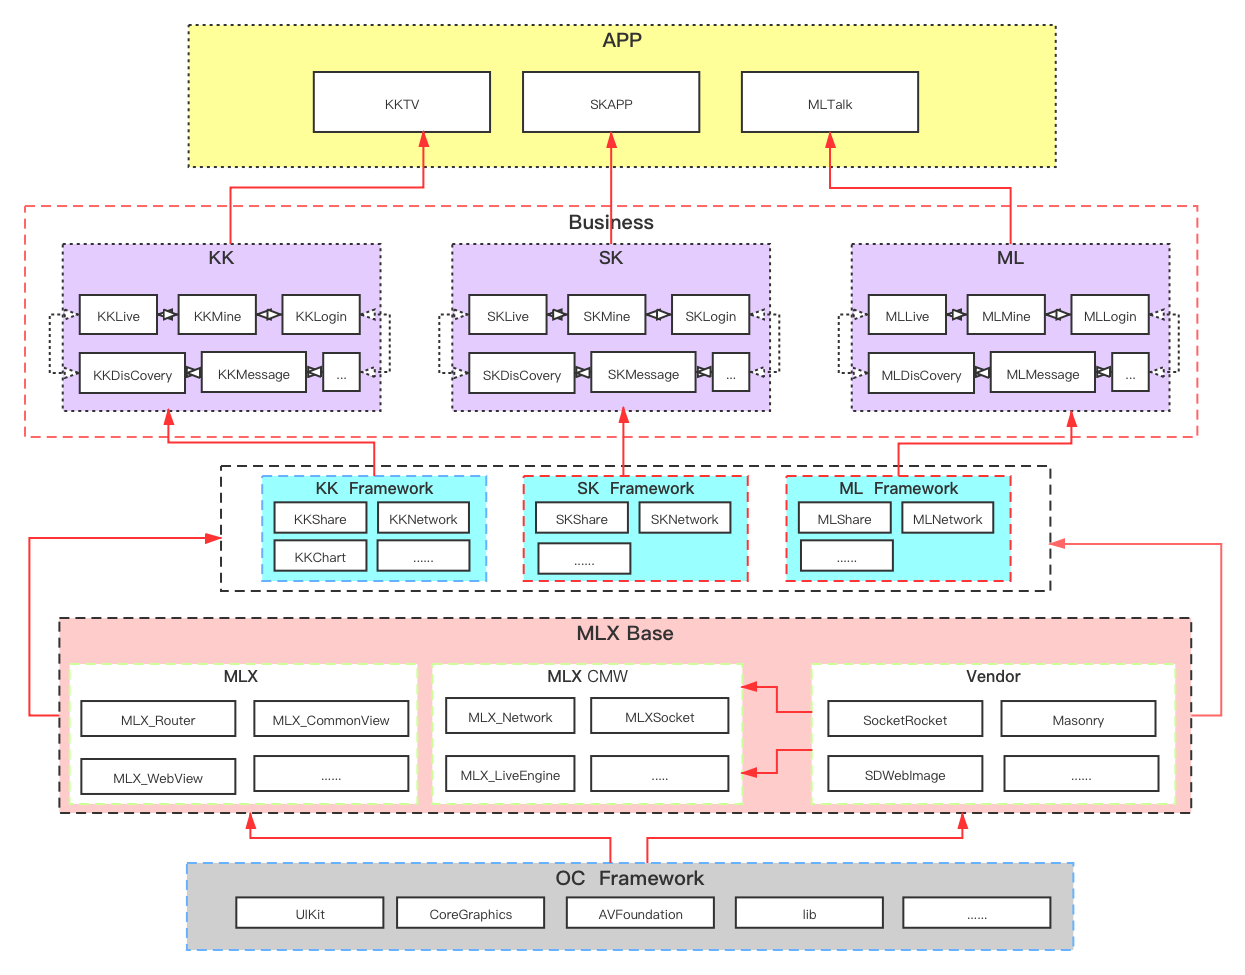 APP
KKTV
SKAPP
MLTalk
Business
KK
KKLive
KKMine
KKLogin
KKDisCovery
KKMessage
...
SK
SKLive
SKMine
SKLogin
SKDisCovery
SKMessage
...
ML
MLLive
MLMine
MLLogin
MLDisCovery
MLMessage
...
KK Framework
KKShare
KKNetwork
KKChart
......
SK Framework
SKShare
SKNetwork
......
ML Framework
MLShare
MLNetwork
......
MLX Base
MLX
MLX_Router
MLX_CommonView
MLX_WebView
......
MLX CMW
MLX_Network
MLXSocket
MLX_LiveEngine
.....
Vendor
SocketRocket
Masonry
SDWebImage
......
OC Framework
UIKit
CoreGraphics
AVFoundation
lib
......